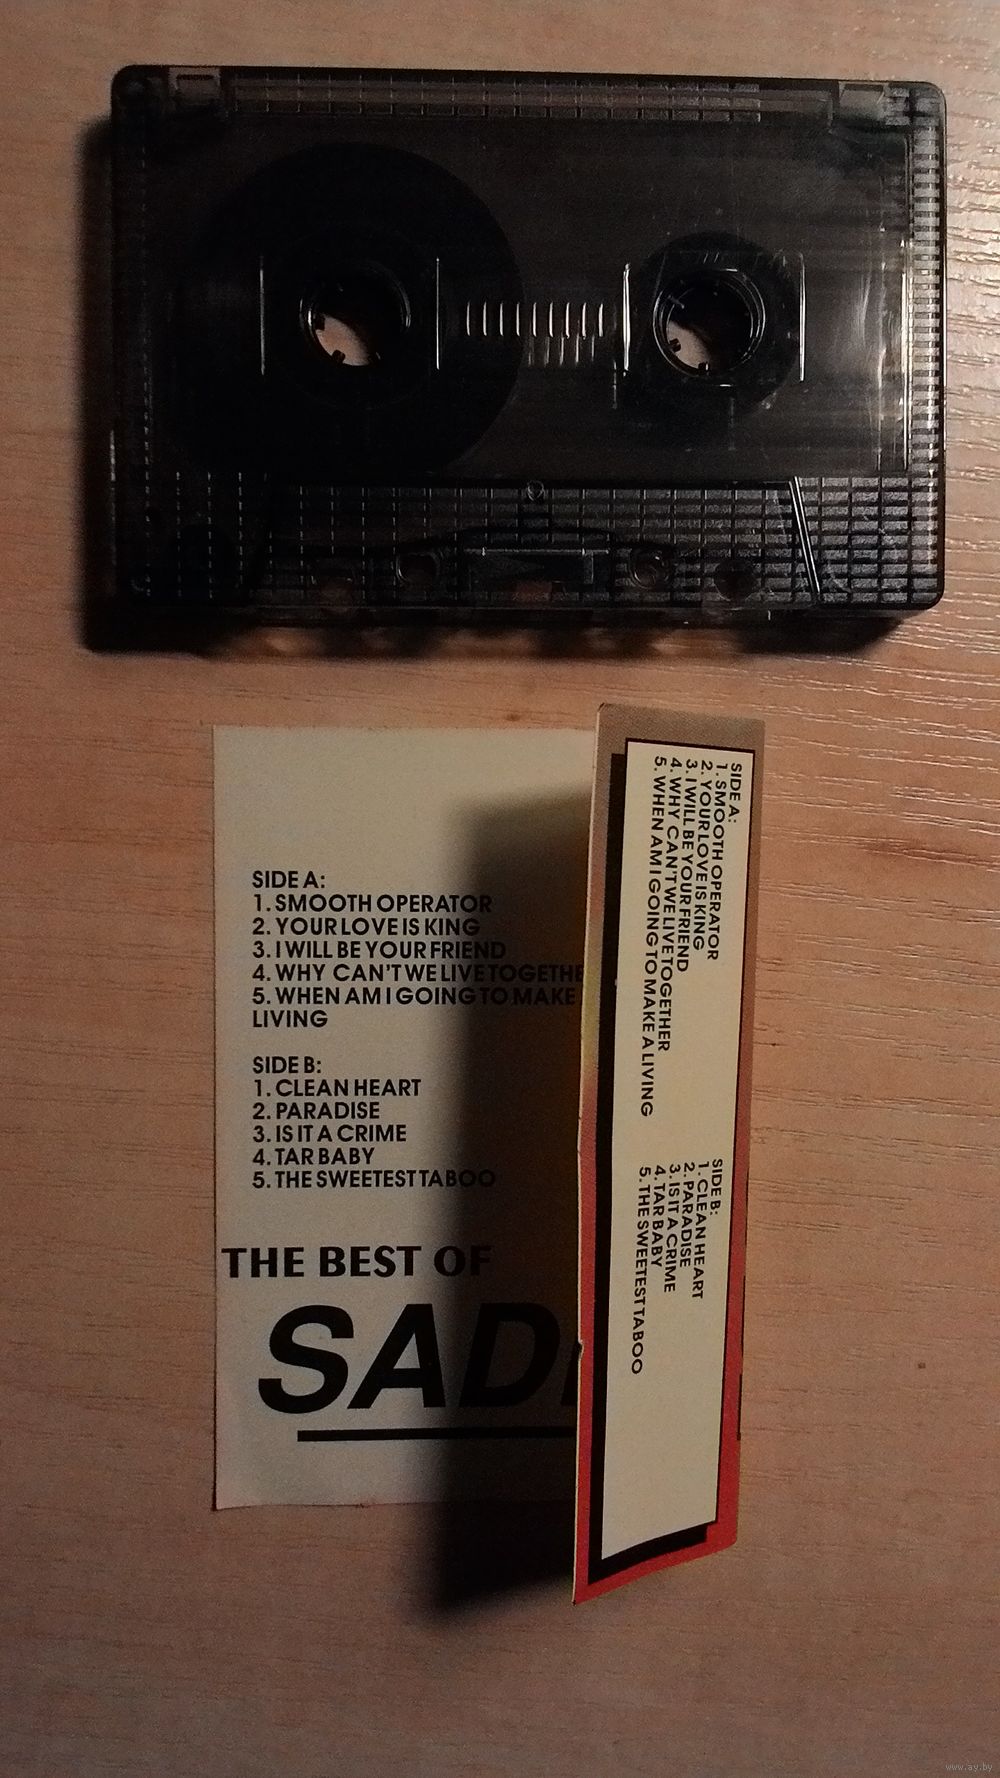 SIDE A:
1. SMOOTH OPERATOR
2. YOUR LOVE IS KING
3. I WILL BE YOUR FRIEND
4. WHY CAN'T WE LIVE TOGETHE
5. WHEN AM I GOING TO MAKE
LIVING
SIDE B:
1. CLEAN HEART
2. PARADISE
3. IS IT A CRIME
4. TAR BABY
5. THE SWEETEST TABOO
THE BEST OF
SAD
SIDE A:
1. SMOOTH OPERATOR
2. YOUR LOVE IS KING
3. I WILL BE YOUR FRIEND
4. WHY CAN'T WE LIVE TOGETHER
5. WHEN AM I GOING TO MAKE A LIVING
SIDE B:
1. CLEAN HEART
2. PARADISE
3. IS IT A CRIME
4. TAR BABY
5. THE SWEETEST TABOO
www.ay.by